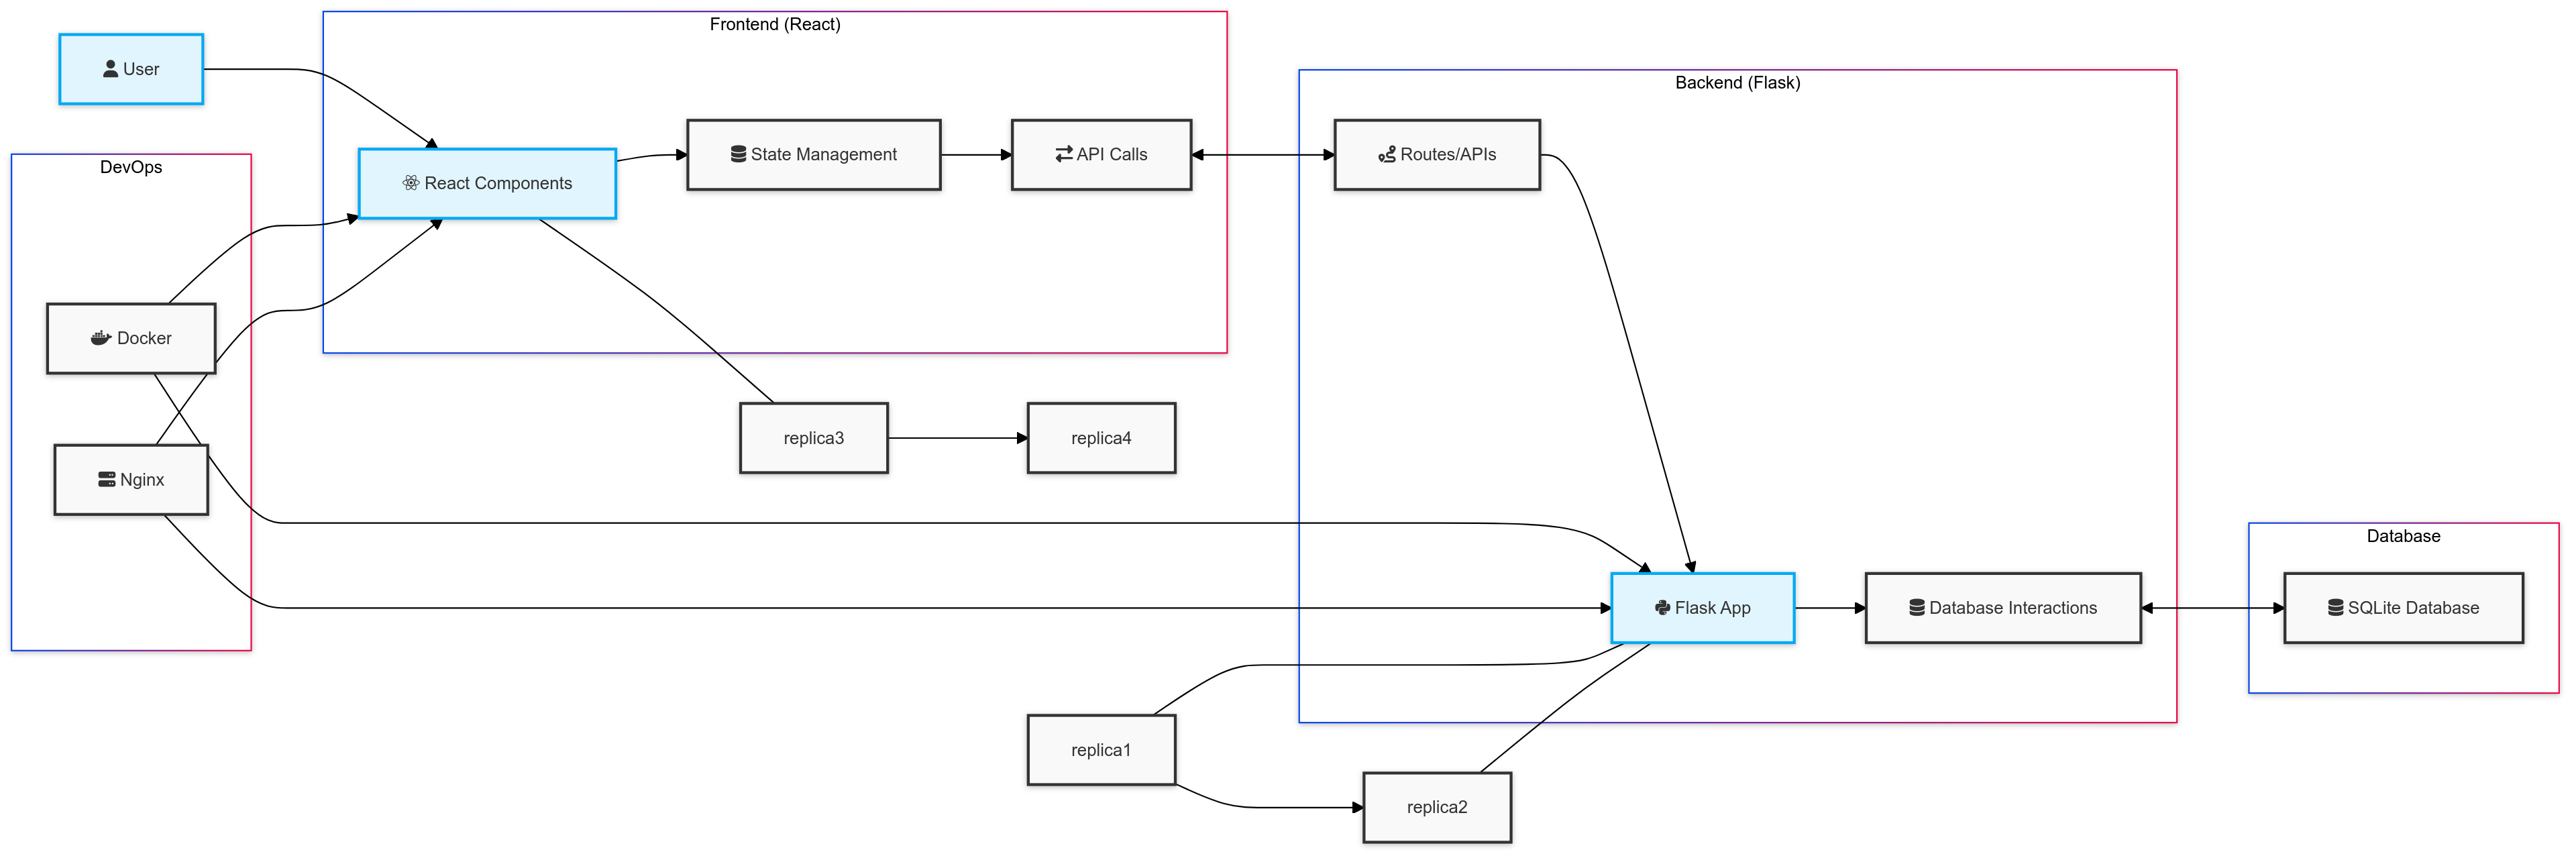 Frontend (React)
User
Backend (Flask)
State Management
API Calls
Routes/APIs
DevOps
React Components
Docker
replica3
replica4
Nginx
Database
Flask App
Database Interactions
SQLite Database
replica1
replica2